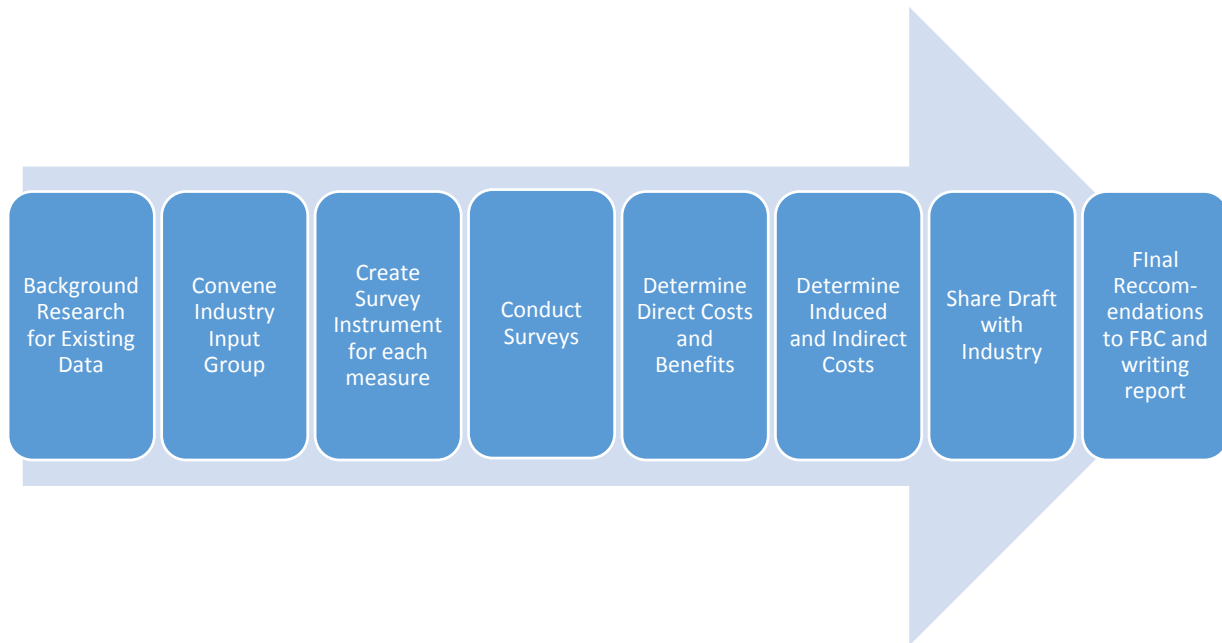 Background
Research
for Existing
Data
Convene
Industry
Input
Group
Create
Survey
Instrument
for each
measure
Conduct
Surveys
Determine
Direct Costs
and
Benefits
Determine
Induced
and Indirect
Costs
Share Draft
with
Industry
FInal
Reccom-
endations
to FBC and
writing
report